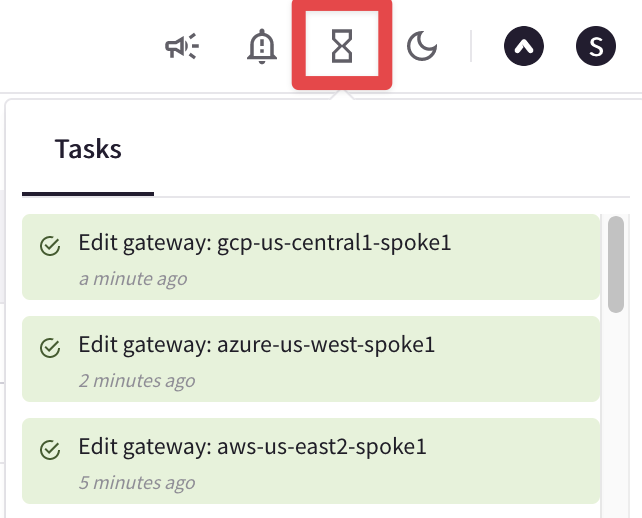 S
Tasks
Edit gateway: gcp-us-central1-spoke1
a minute ago
Edit gateway: azure-us-west-spoke1
2 minutes ago
Edit gateway: aws-us-east2-spoke1
5 minutes ago